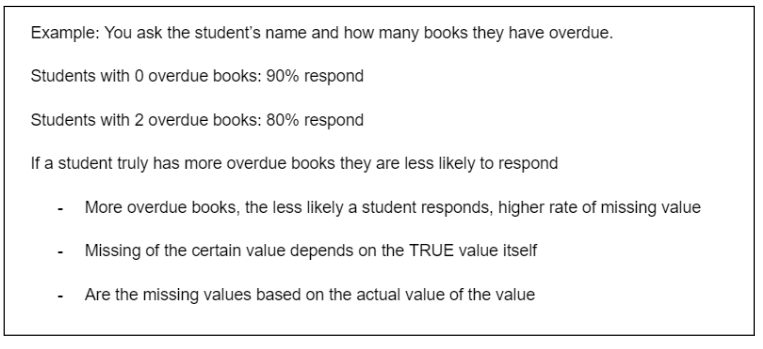 Example: You ask the student's name and how many books they have overdue.
Students with 0 overdue books: 90% respond
Students with 2 overdue books: 80% respond
If a student truly has more overdue books they are less likely to respond
- More overdue books, the less likely a student responds, higher rate of missing value
- Missing of the certain value depends on the TRUE value itself
- Are the missing values based on the actual value of the value